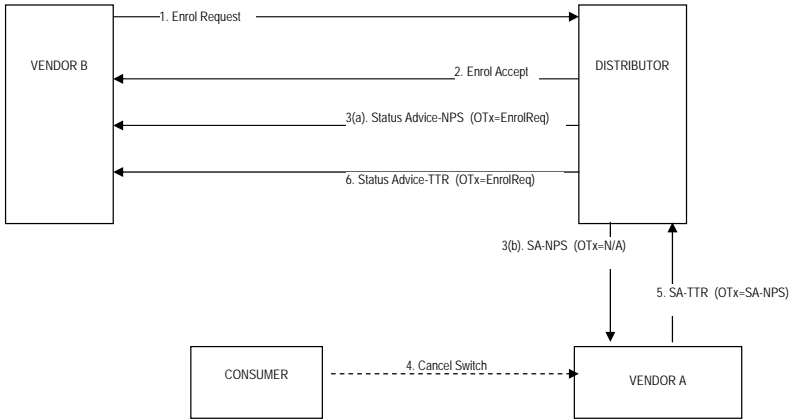 1. Enrol Request
VENDOR B
DISTRIBUTOR
2. Enrol Accept
3(a). Status Advice-NPS (OTx=EnrolReq)
6. Status Advice-TTR (OTx=EnrolReq)
3(b). SA-NPS (OTx=N/A)
5. SA-TTR (OTx=SA-NPS)
4. Cancel Switch
CONSUMER
VENDOR A